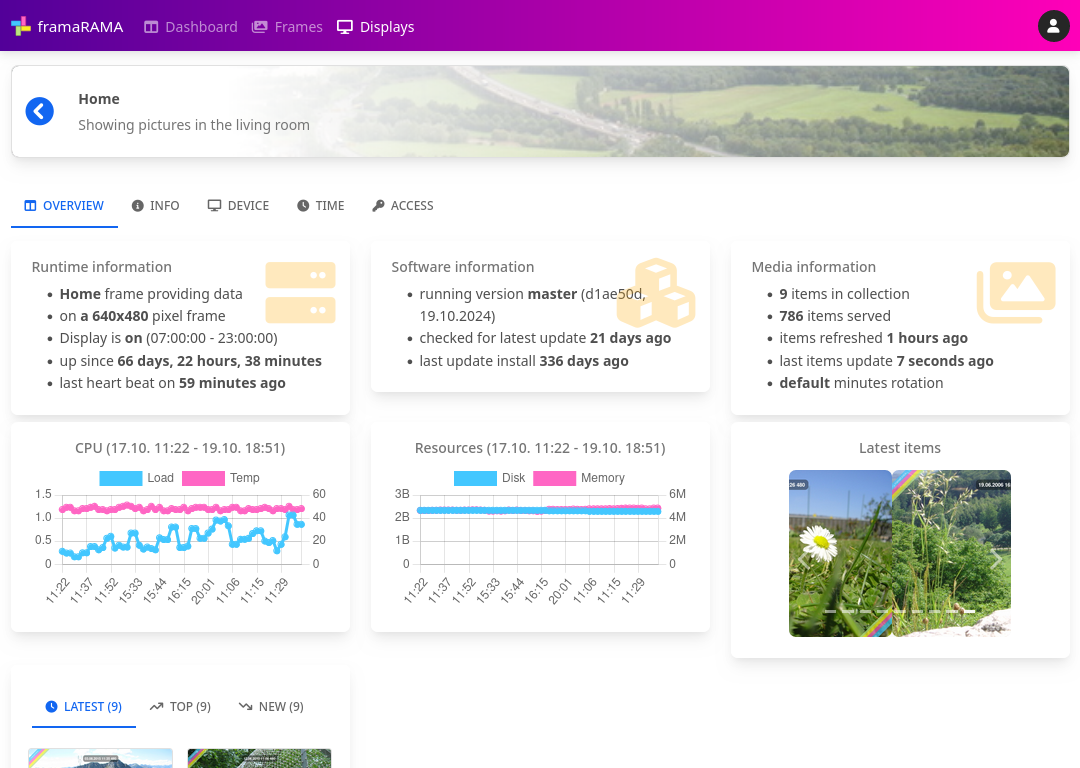 framaRAMA Dashboard Frames Displays
Home
Showing pictures in the living room
OVERVIEW INFO DEVICE TIME ACCESS
Runtime information
• Home frame providing data
• on a 640x480 pixel frame
• Display is on (07:00:00 - 23:00:00)
• up since 66 days, 22 hours, 38 minutes
• last heart beat on 59 minutes ago
Software information
• running version master (d1ae50d,
19.10.2024)
• checked for latest update 21 days ago
• last update install 336 days ago
Media information
• 9 items in collection
• 786 items served
• items refreshed 1 hours ago
• last items update 7 seconds ago
• default minutes rotation
CPU (17.10. 11:22 - 19.10. 18:51)
Load Temp
1.5 60
1.0 40
0.5 20
0 0
11:22 11:37 11:52 15:33 15:44 16:15 20:01 11:06 11:15 11:29
Resources (17.10. 11:22 - 19.10. 18:51)
Disk Memory
3B 6M
2B 4M
1B 2M
0 0
11:22 11:37 11:52 15:33 15:44 16:15 20:01 11:06 11:15 11:29
Latest items
LATEST (9) TOP (9) NEW (9)